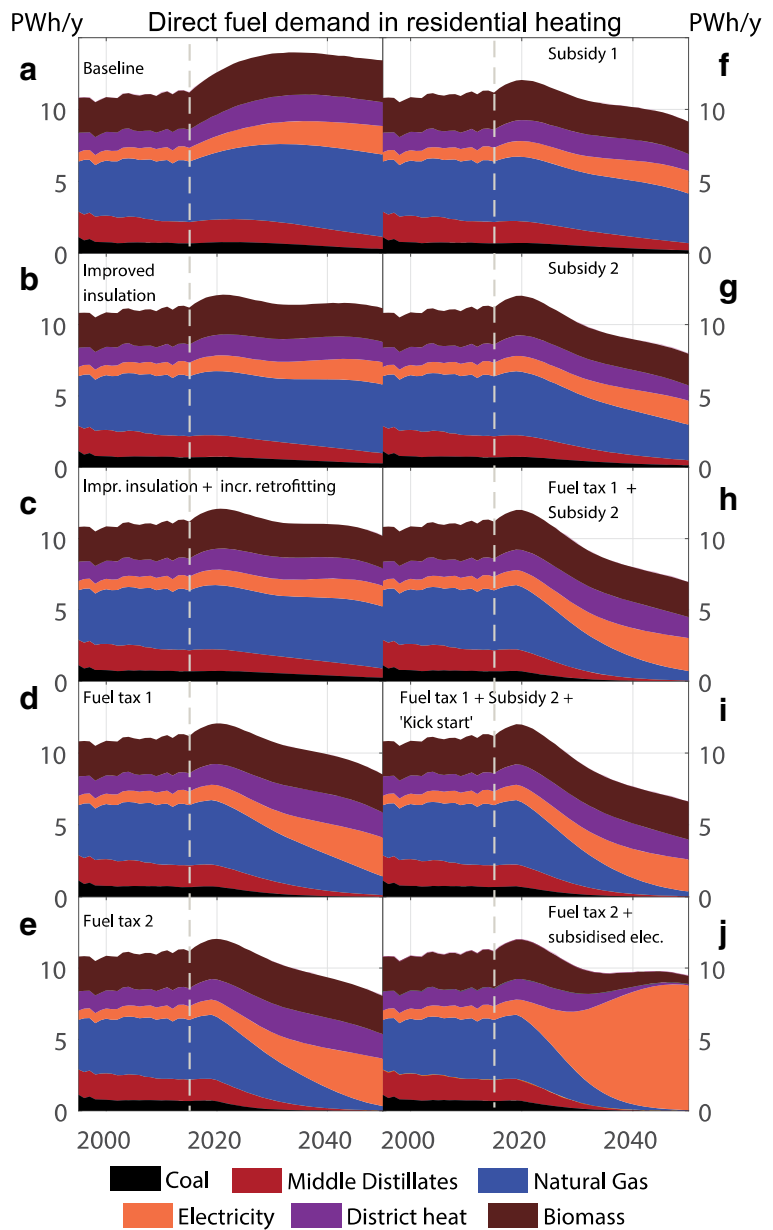 PWh/y Direct fuel demand in residential heating PWh/y
a Baseline Subsidy 1 f
10 10
5 5
0 0
b Improved Subsidy 2 g
insulation
10 10
5 5
0 0
c Impr. insulation + incr. retrofitting Fuel tax 1 + h
Subsidy 2
10 10
5 5
0 0
d Fuel tax 1 Fuel tax 1 + Subsidy 2 + i
'Kick start'
10 10
5 5
0 0
e Fuel tax 2 Fuel tax 2 + j
subsidised elec.
10 10
5 5
0 0
2000 2020 2040 2000 2020 2040
Coal Middle Distillates Natural Gas
Electricity District heat Biomass